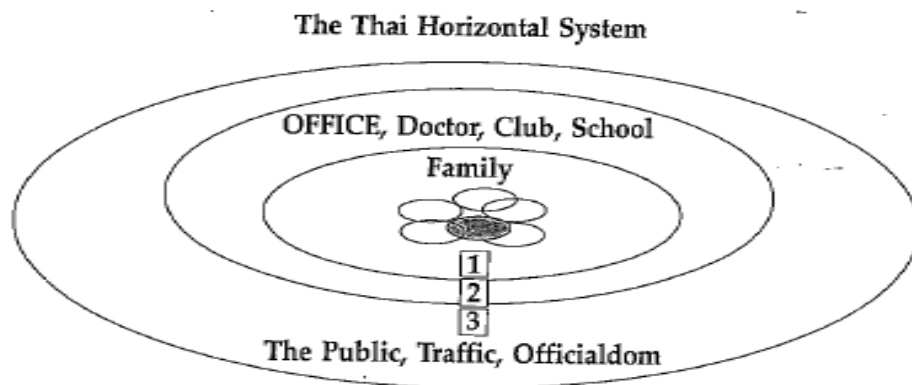 The Thai Horizontal System
OFFICE, Doctor, Club, School
Family
1
2
3
The Public, Traffic, Officialdom